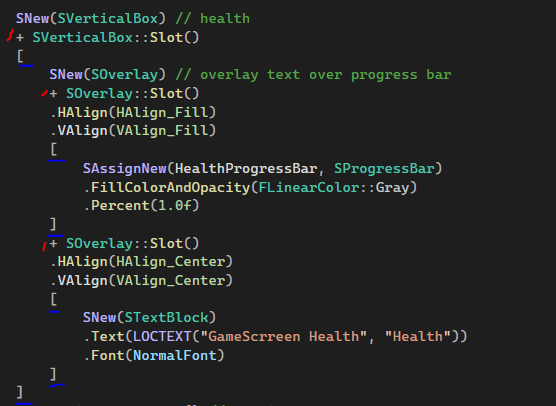 SNew(SVerticalBox) // health
+ SVerticalBox::Slot()
[
SNew(SOverlay) // overlay text over progress bar
+ SOverlay::Slot()
.HAlign(HAlign_Fill)
.VAlign(VAlign_Fill)
[
SAssignNew(HealthProgressBar, SProgressBar)
.FillColorAndOpacity(FLinearColor::Gray)
.Percent(1.0f)
]
+ SOverlay::Slot()
.HAlign(HAlign_Center)
.VAlign(VAlign_Center)
[
SNew(STextBlock)
.Text(LOCTEXT("GameScrreen Health", "Health"))
.Font(NormalFont)
]
]